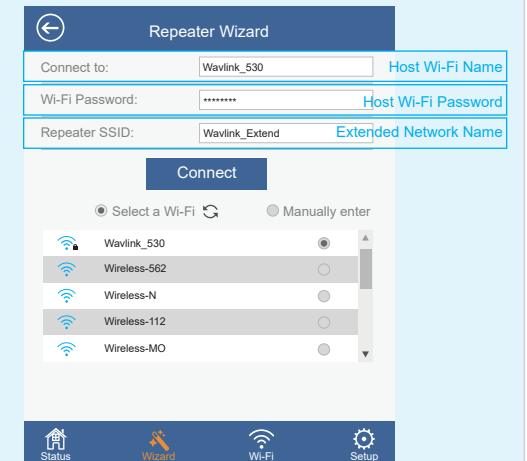 Repeater Wizard
Connect to: Wavlink_530 Host Wi-Fi Name
Wi-Fi Password: ******** Host Wi-Fi Password
Repeater SSID: Wavlink_Extend Extended Network Name
Connect
Select a Wi-Fi Manually enter
Wavlink_530
Wireless-562
Wireless-N
Wireless-112
Wireless-MO
Status Wizard Wi-Fi Setup